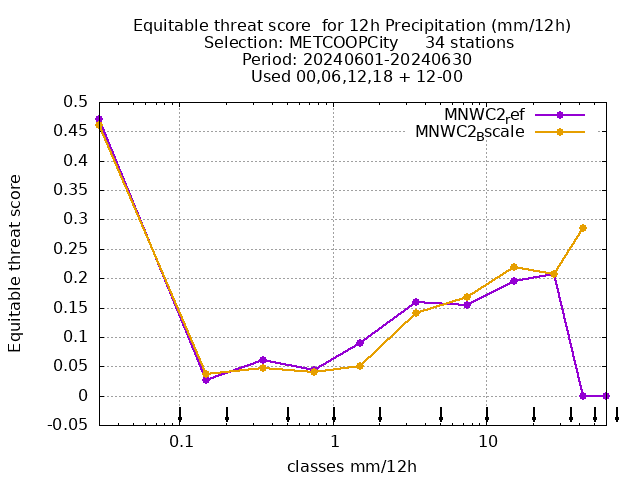 Equitable threat score  for 12h Precipitation (mm/12h)
Selection: METCOOPCity     34 stations
Period: 20240601-20240630
Used 00,06,12,18 + 12-00
MNWC2ref
MNWC2Bscale
0.5
0.45
0.4
0.35
0.3
0.25
0.2
0.15
0.1
0.05
0
-0.05
Equitable threat score
0.1 1 10
classes mm/12h